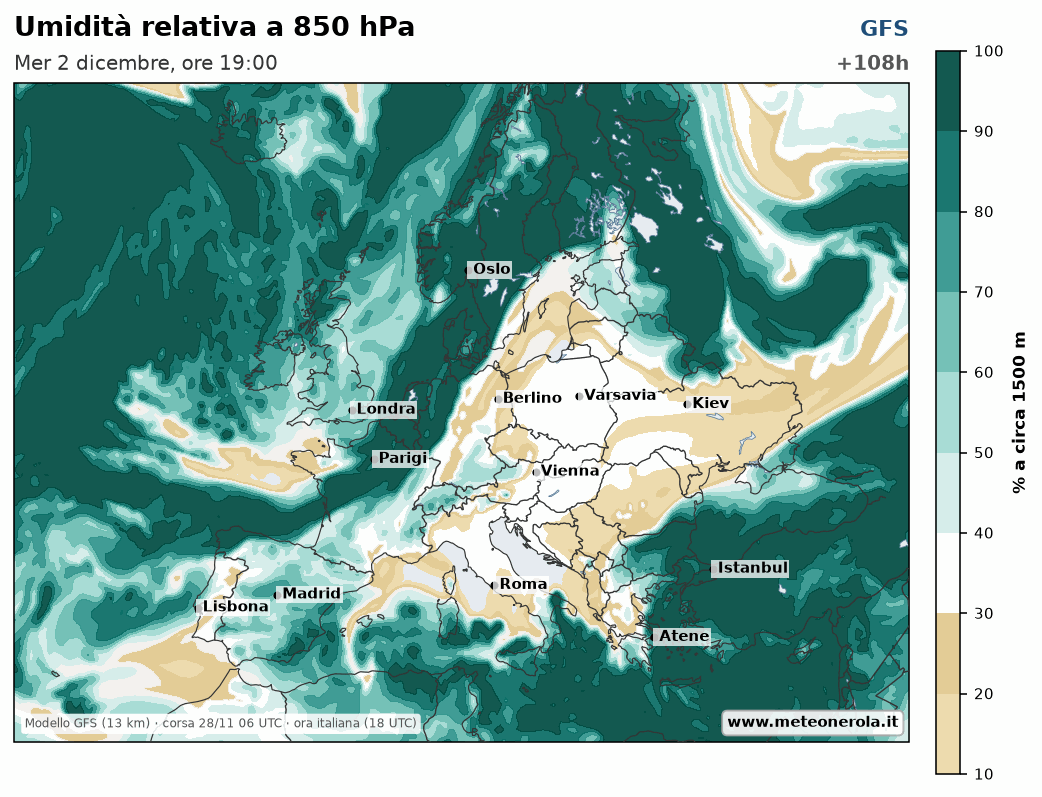 Umidità relativa a 850 hPa
GFS
Mer 2 dicembre, ore 19:00
+108h
100
90
80
70
60
50
40
30
20
10
% a circa 1500 m
Oslo
Londra
Berlino
Varsavia
Kiev
Parigi
Vienna
Istanbul
Roma
Madrid
Lisbona
Atene
Modello GFS (13 km) · corsa 28/11 06 UTC · ora italiana (18 UTC)
www.meteonerola.it